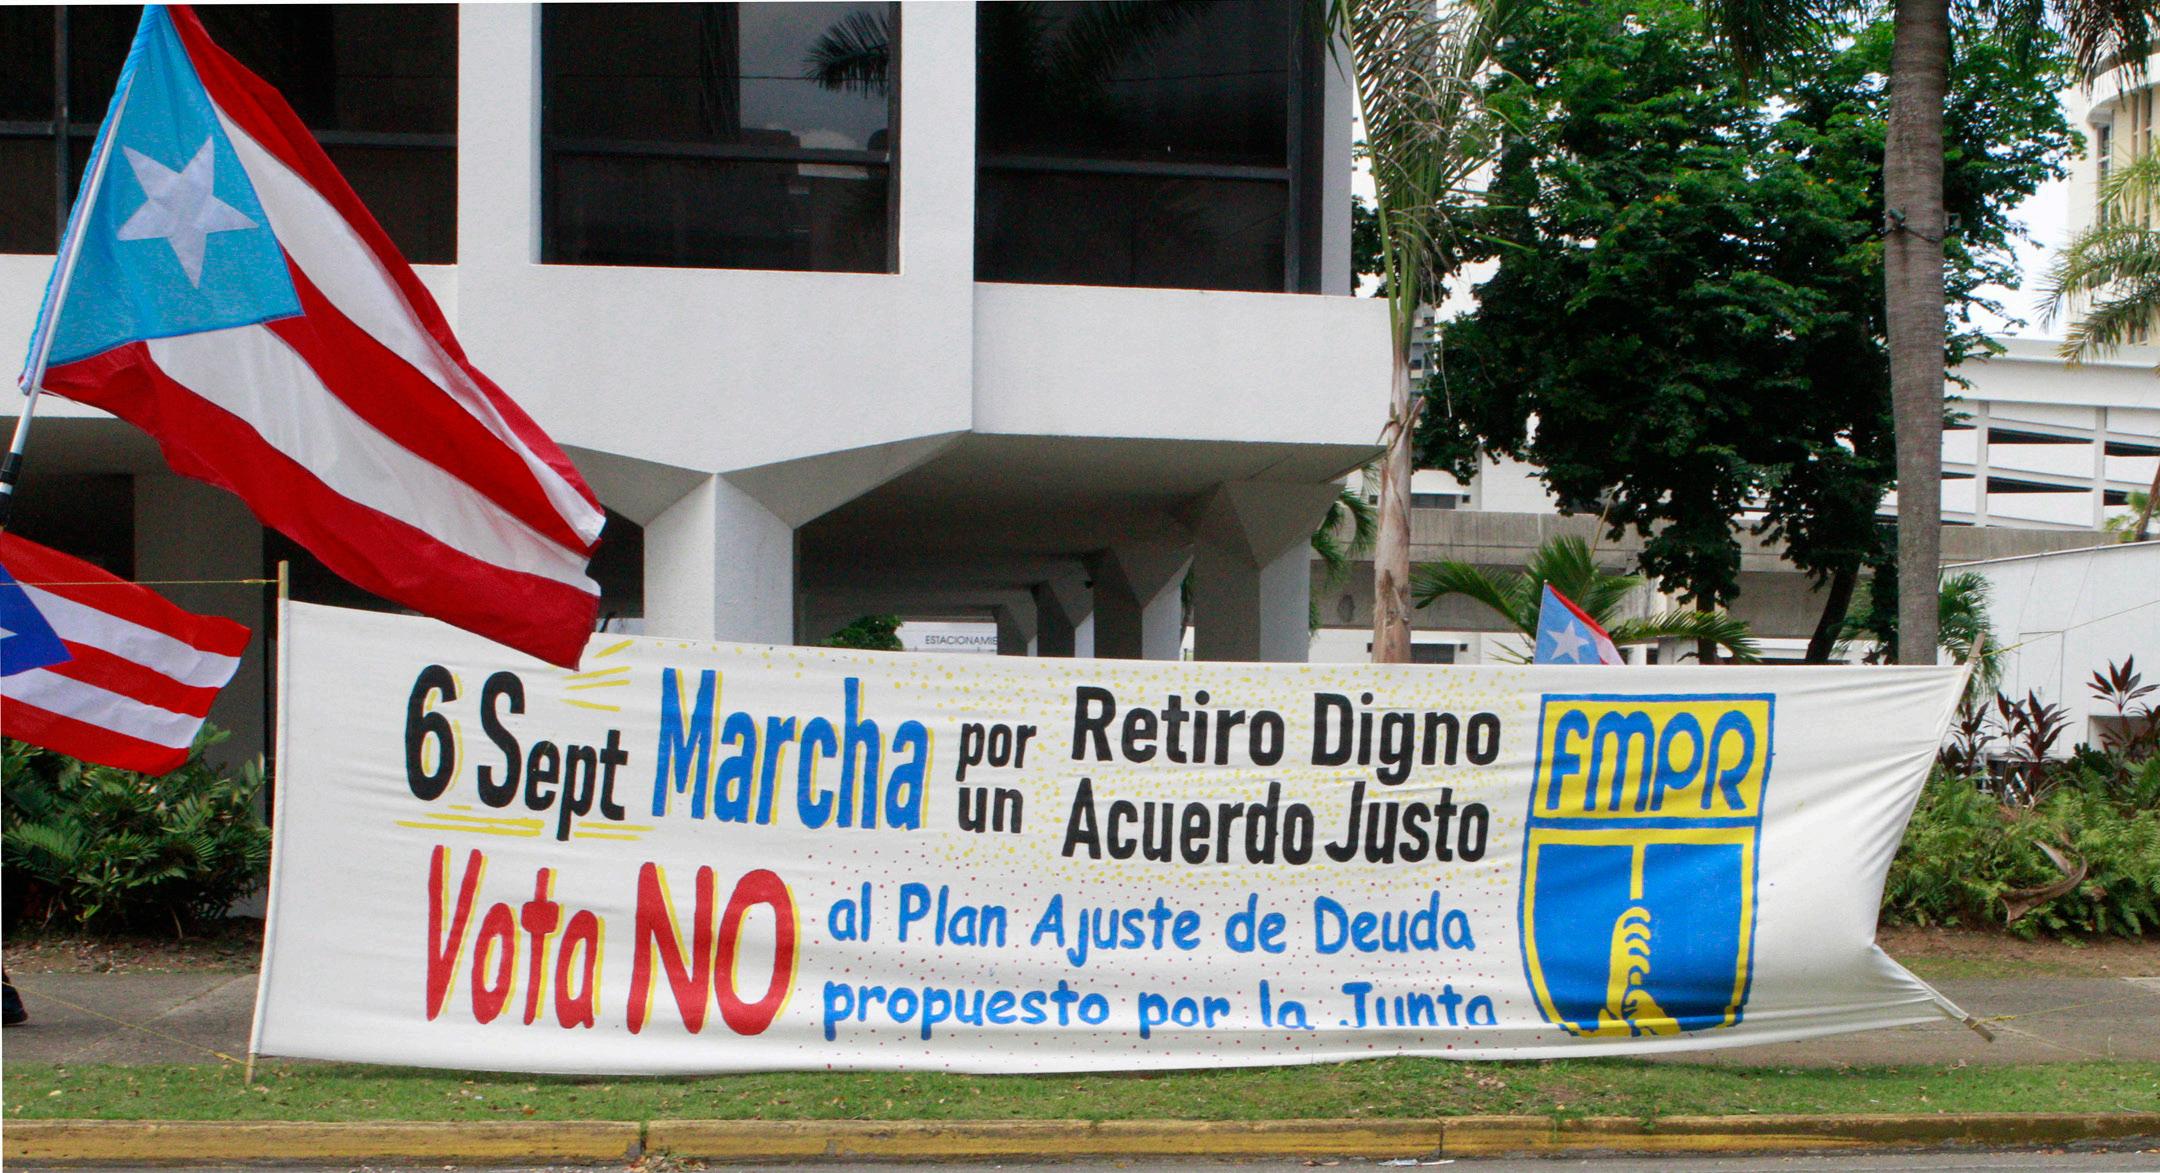 ESTACIONAMIE
6 Sept Marcha por un Retiro Digno
Acuerdo Justo
Vota NO al Plan Ajuste de Deuda
propuesto por la Junta
FMPR